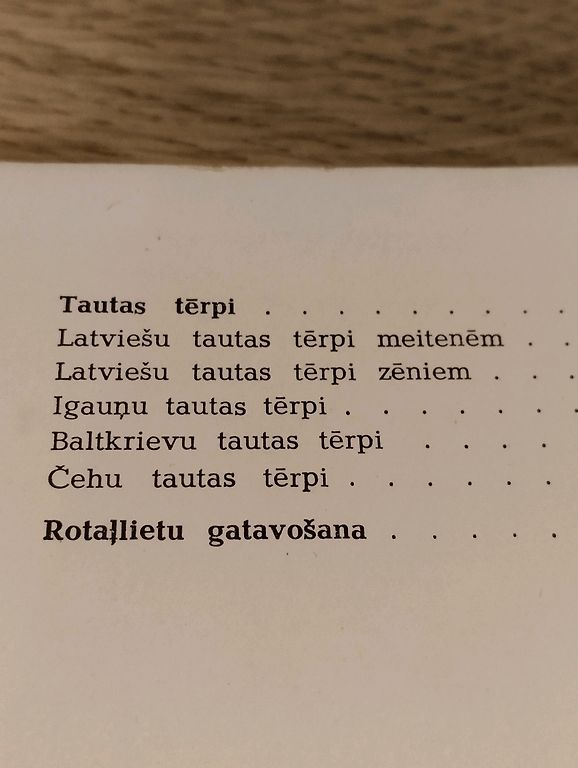 Tautas tērpi . . . . . . . . .
Latviešu tautas tērpi meitenēm . .
Latviešu tautas tērpi zēniem . . .
Igauņu tautas tērpi . . . . . . .
Baltkrievu tautas tērpi . . . .
Čehu tautas tērpi . . . . . .
Rotaļlietu gatavošana . . . . .